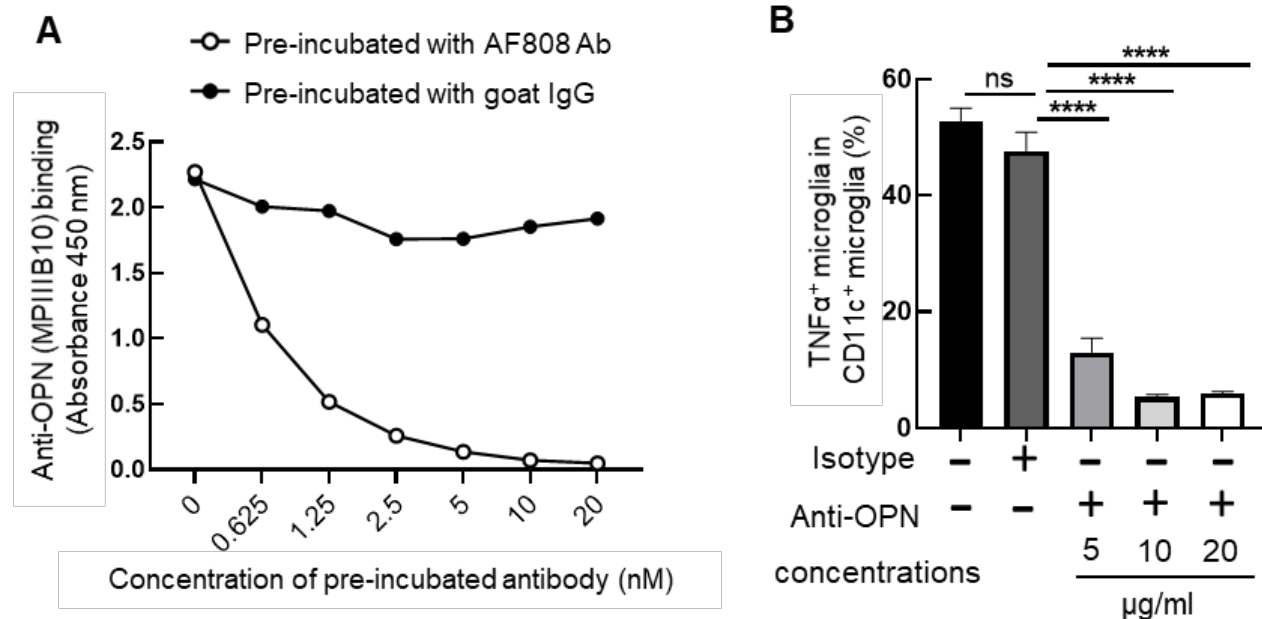 A
Pre-incubated with AF808 Ab
Pre-incubated with goat IgG
Anti-OPN (MPIIIB10) binding
(Absorbance 450 nm)
2.5
2.0
1.5
1.0
0.5
0.0
0
0.625
1.25
2.5
5
10
20
Concentration of pre-incubated antibody (nM)
B
TNFα⁺ microglia in
CD11c⁺ microglia (%)
60
40
20
0
ns
****
****
****
Isotype – + – – –
Anti-OPN – – + + +
concentrations 5 10 20
µg/ml